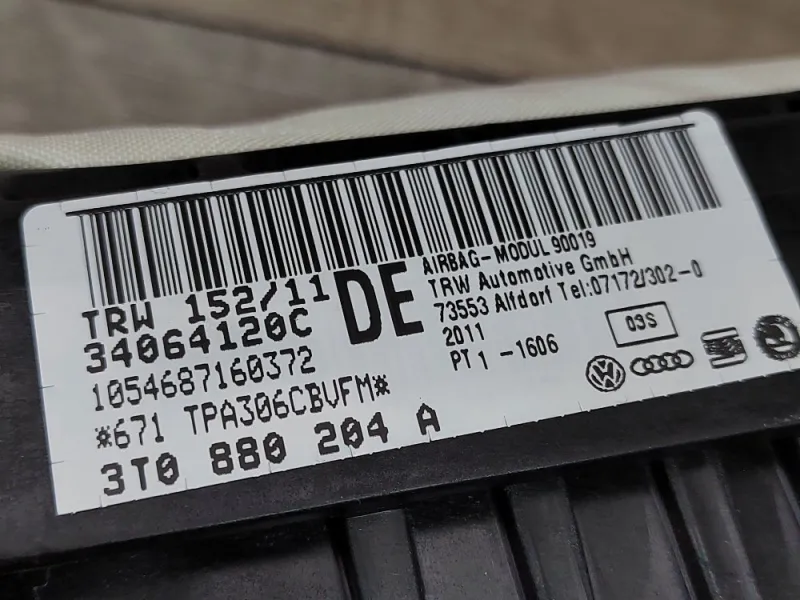 TRW 152/11
34064120C
1054687160372
*671 TPA306CBVFM*
3T0 880 204 A
DE
AIRBAG-MODUL 90019
TRW Automotive GmbH
73553 Alfdorf Tel:07172/302-0
2011
PT 1 -1606
09S